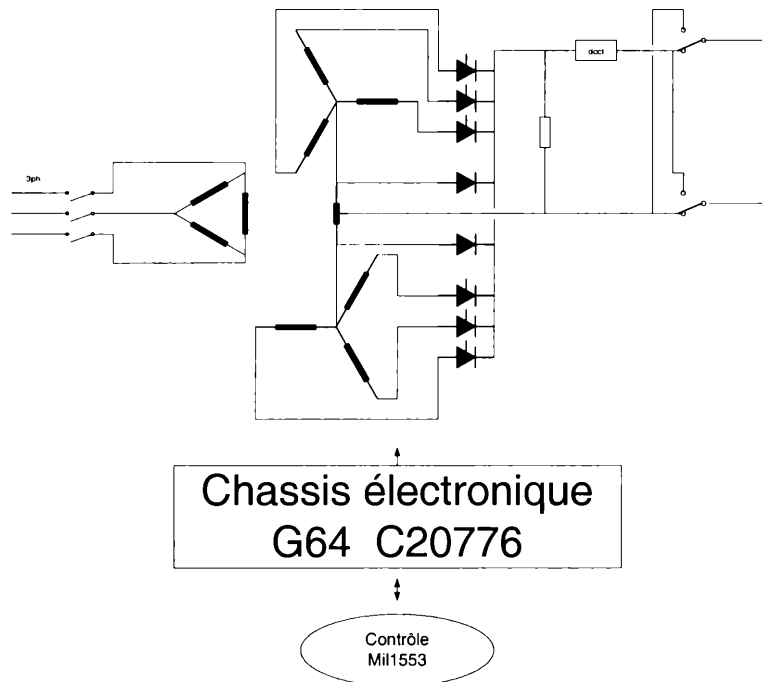 3ph
dcct
Chassis électronique
G64 C20776
Contrôle
Mil1553